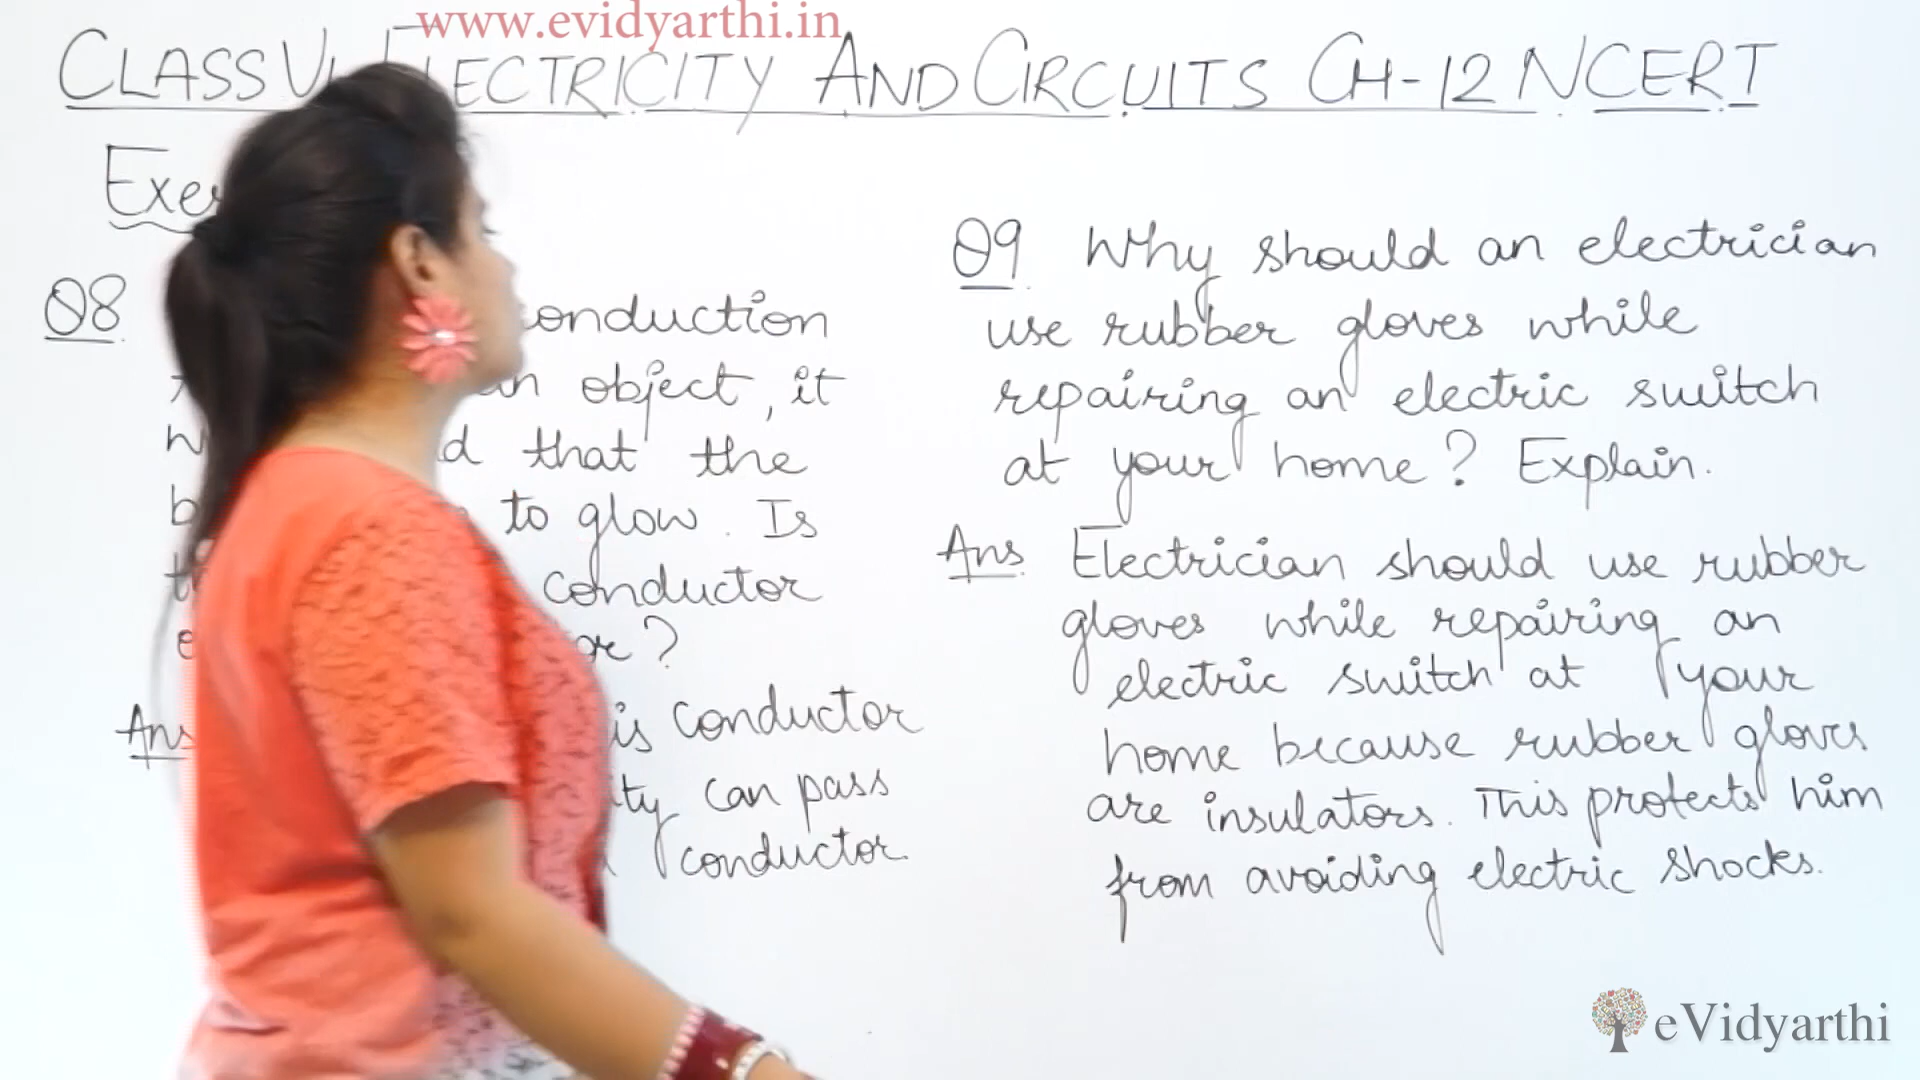 www.evidyarthi.in
CLASS ELECTRICITY AND CIRCUITS CH-12 NCERT
Q8
conduction
object, it
that the
to glow. Is
conductor
?
Ans is conductor
can pass
conductor
Q9 Why should an electrician
use rubber gloves while
repairing an electric switch
at your home? Explain.
Ans Electrician should use rubber
gloves while repairing an
electric switch at your
home because rubber gloves
are insulators. This protects him
from avoiding electric shocks.
eVidyarthi